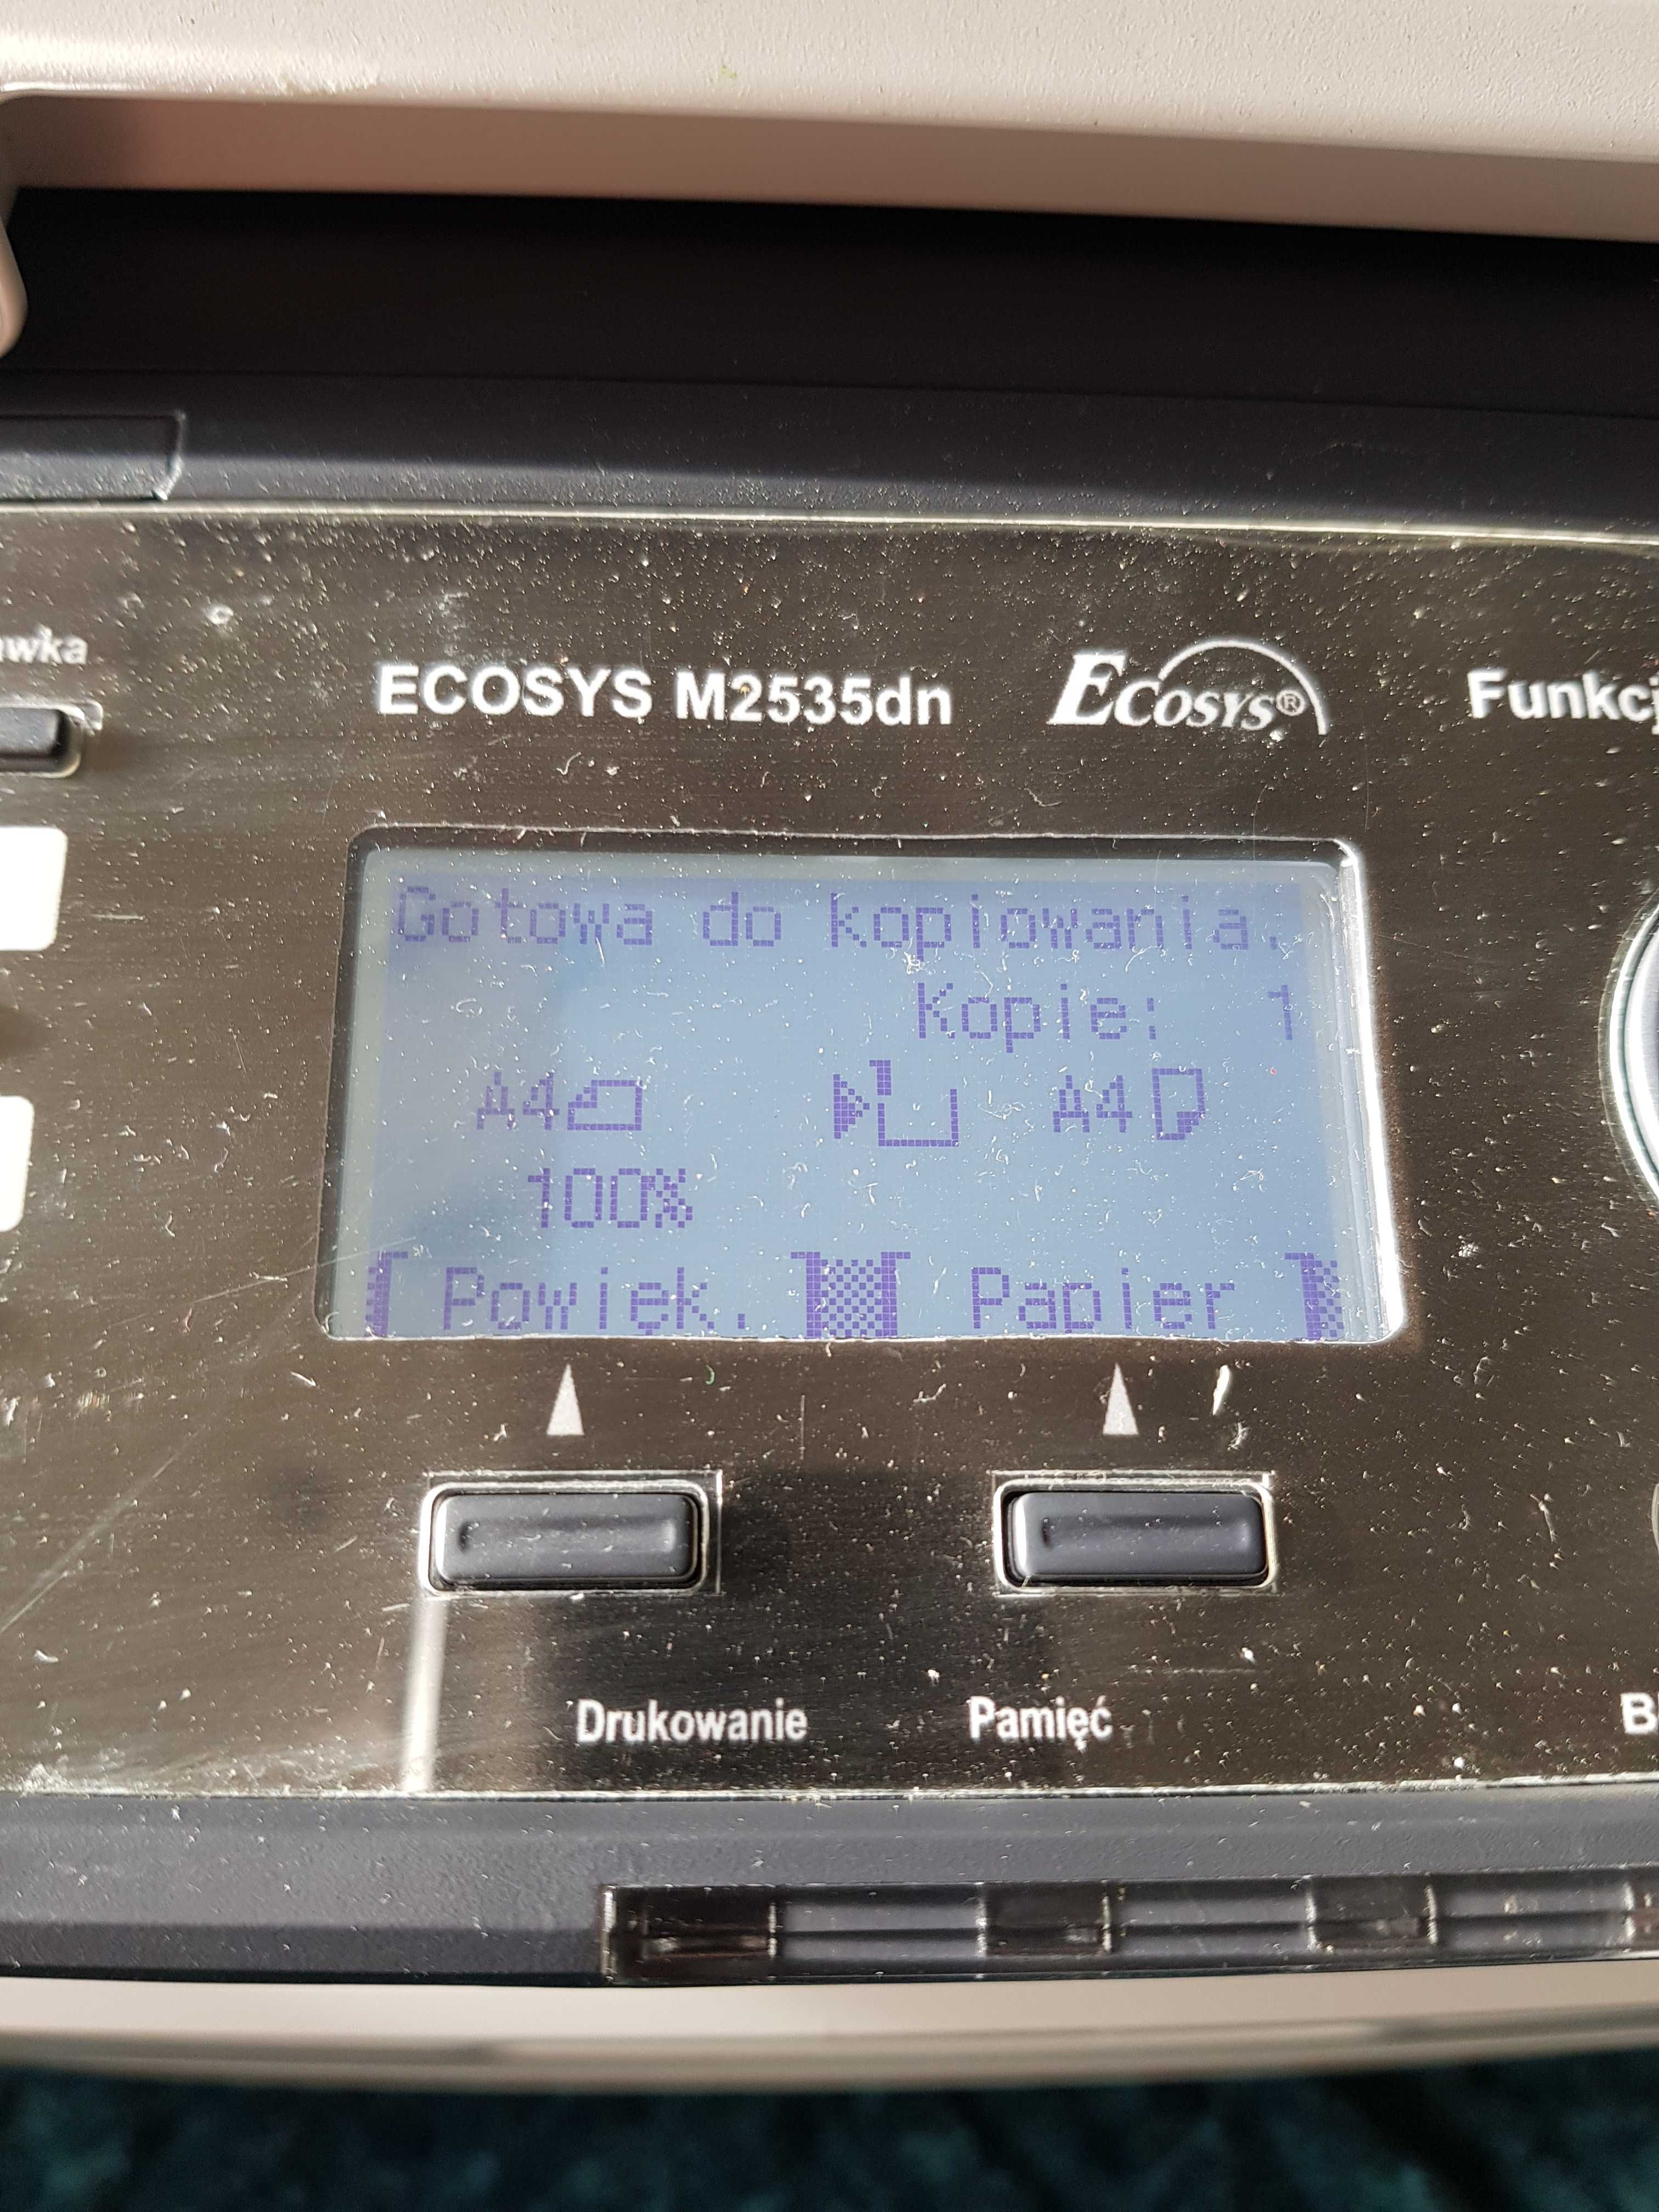 ECOSYS M2535dn
ECOSYS®
Gotowa do kopiowania.
Kopie: 1
A4 A4
100%
[ Powięk. ] [ Papier ]
Drukowanie Pamięć